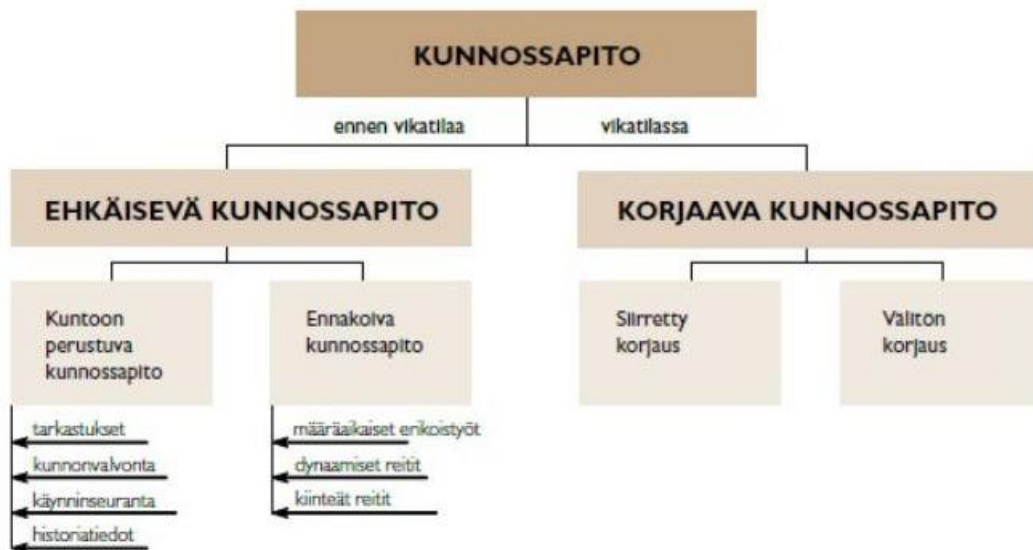 KUNNOSSAPITO
ennen vikatilaa
vikatilassa
EHKÄISEVÄ KUNNOSSAPITO
KORJAAVA KUNNOSSAPITO
Kuntoon
perustuva
kunnossapito
Ennakoiva
kunnossapito
Siirretty
korjaus
Välitön
korjaus
tarkastukset
kunnonvalvonta
käynninseuranta
historiatiedot
määräaikaiset erikoistyöt
dynaamiset reitit
kiinteät reitit